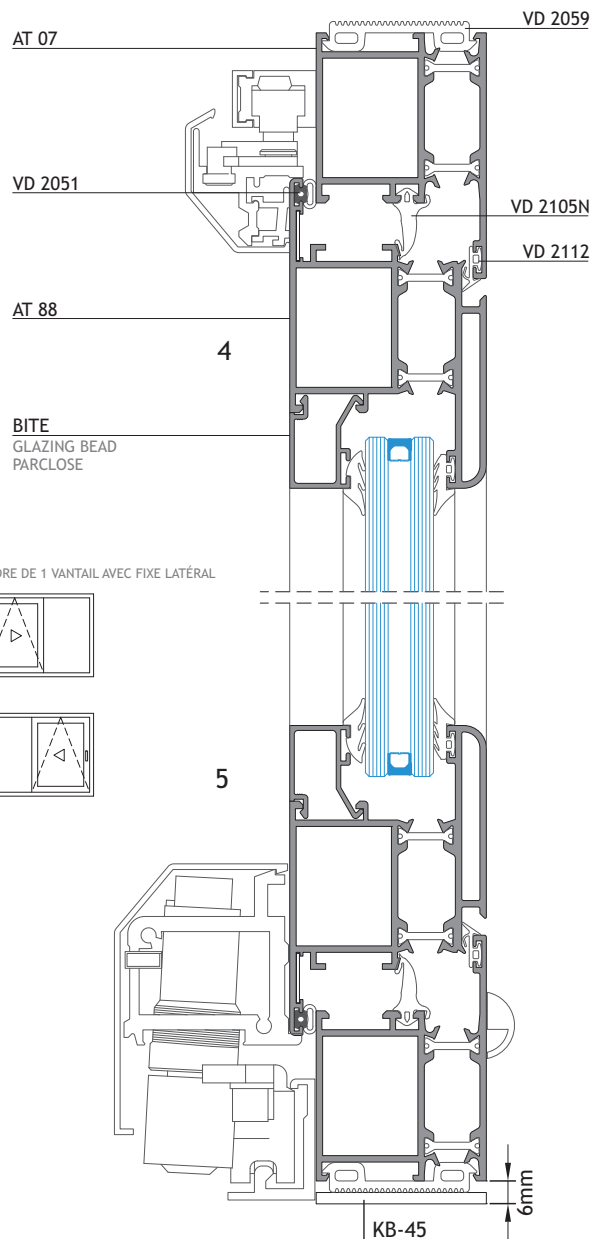 VD 2059
AT 07
VD 2051
VD 2105N
VD 2112
AT 88
4
BITE
GLAZING BEAD
PARCLOSE
DE 1 VANTAIL AVEC FIXE LATÉRAL
5
6mm
KB-45